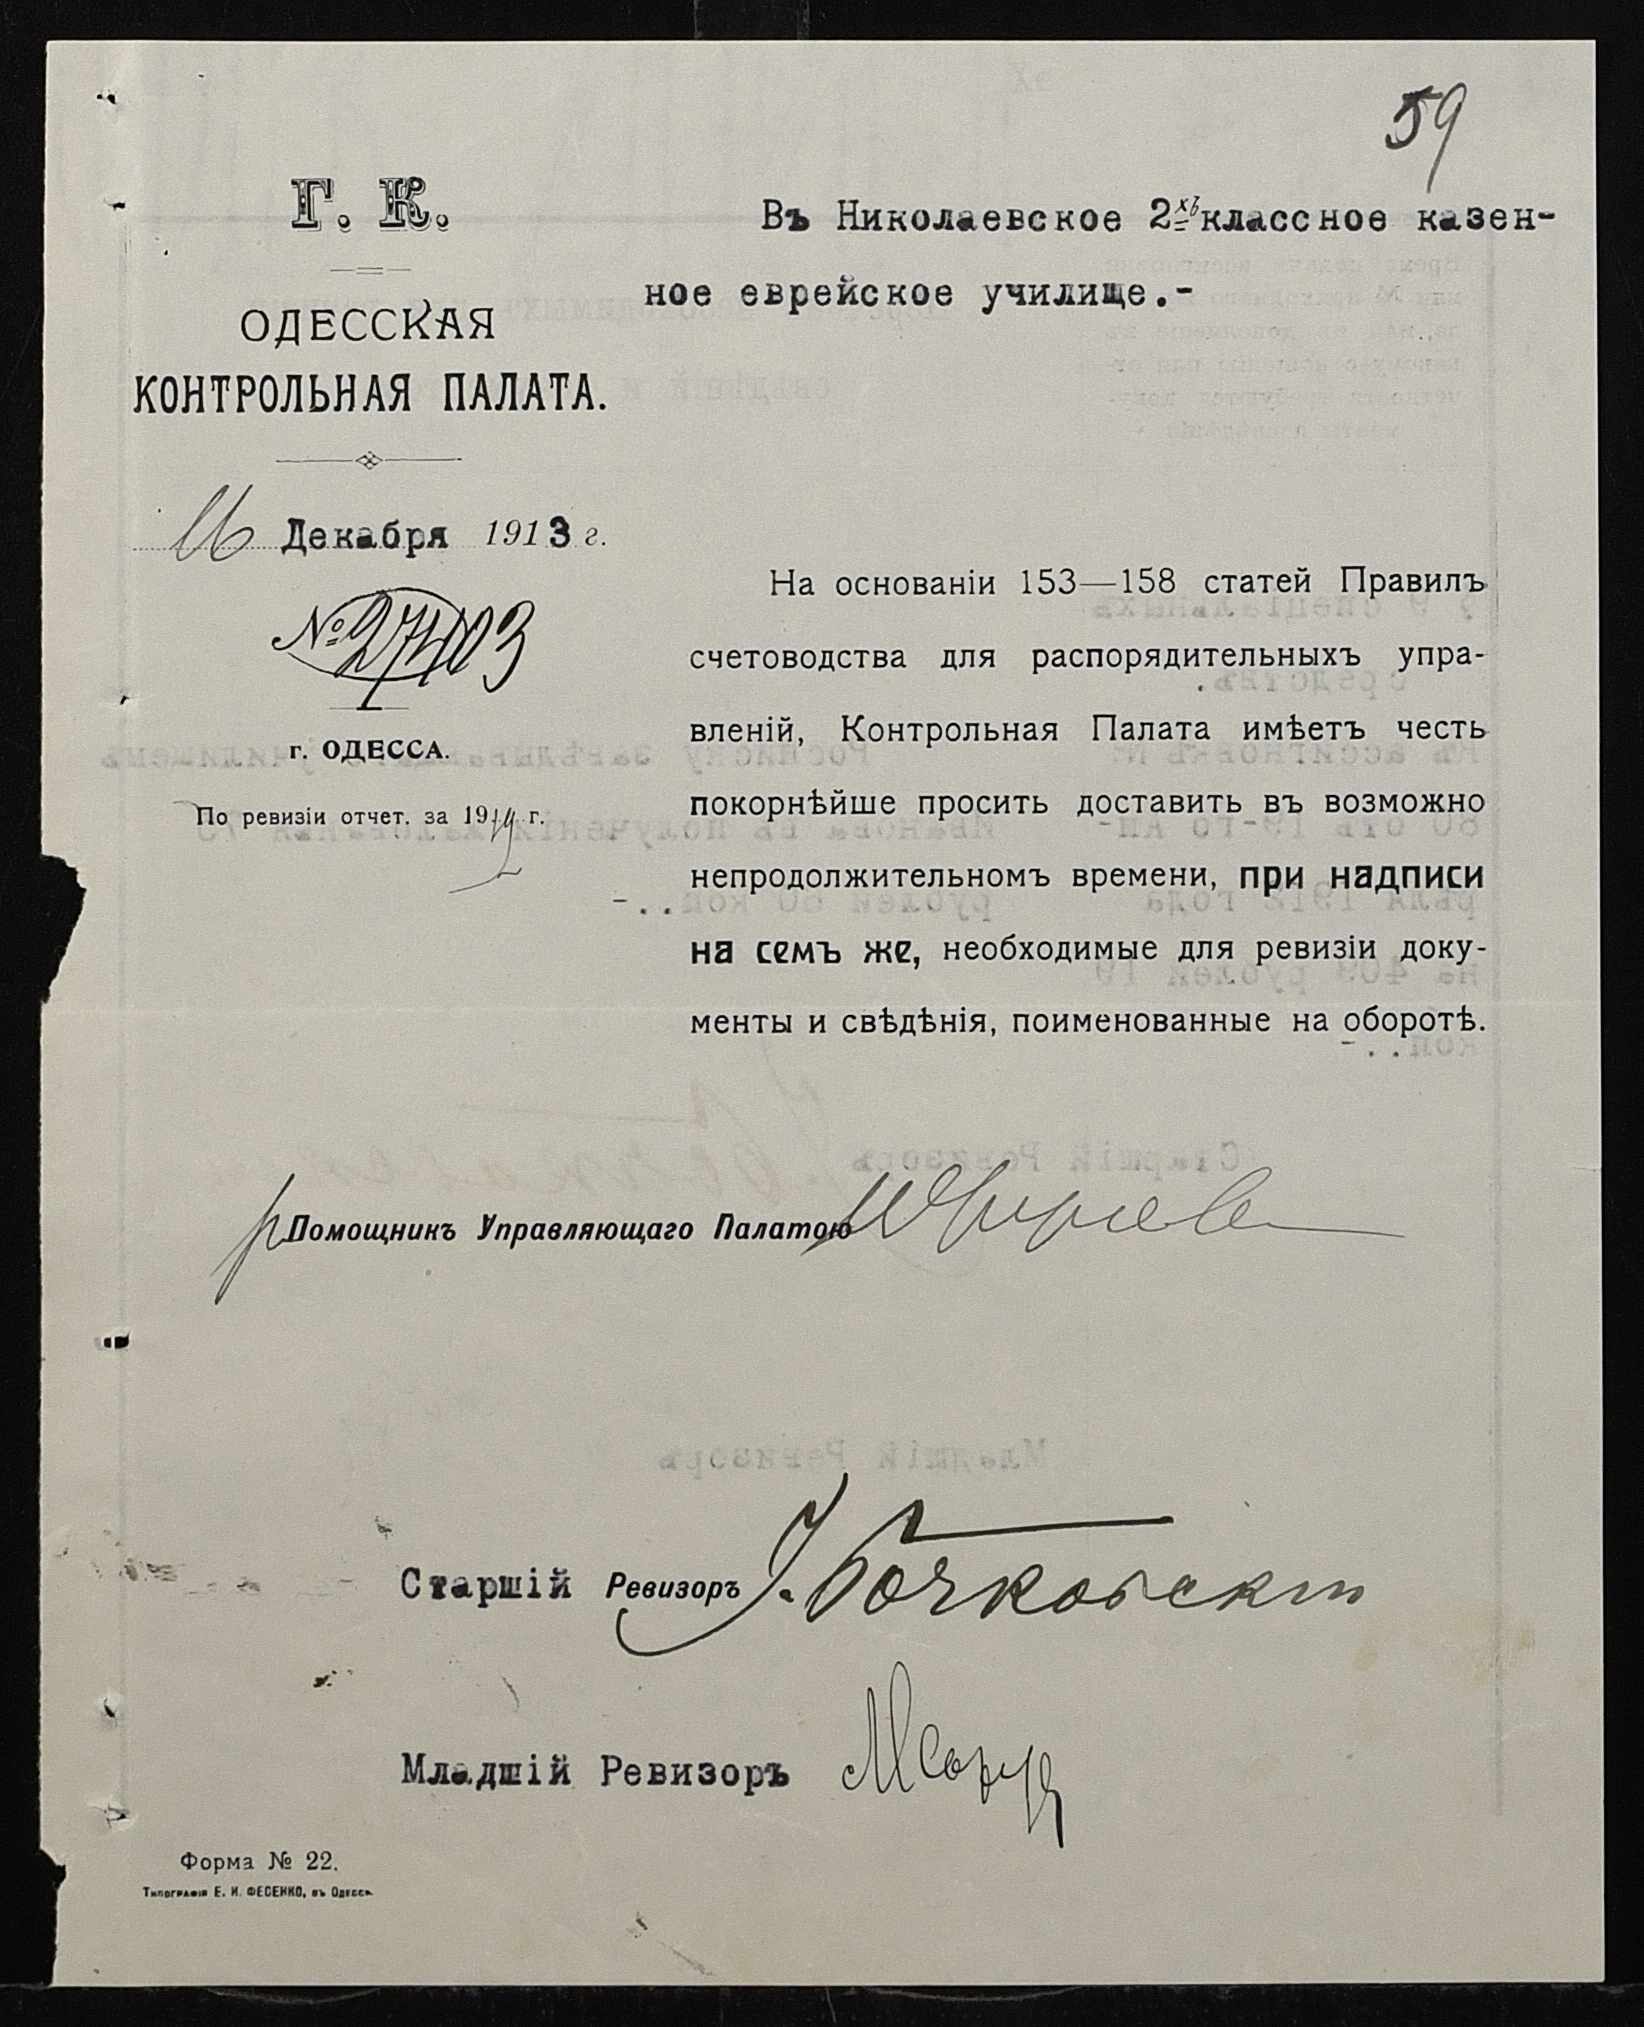 59
Г. К.
ОДЕССКАЯ
КОНТРОЛЬНАЯ ПАЛАТА.
16 Декабря 1913 г.
№ 27403
г. ОДЕССА.
По ревизіи отчет. за 1912 г.
Въ Николаевское 2хъ классное казен-
ное еврейское училище.-
На основаніи 153—158 статей Правилъ
счетоводства для распорядительныхъ упра-
вленій, Контрольная Палата имѣетъ честь
покорнѣйше просить доставить въ возможно
непродолжительномъ времени, при надписи
на семъ же, необходимые для ревизіи доку-
менты и свѣдѣнія, поименованные на оборотѣ.
Помощникъ Управляющаго Палатою
Старшій Ревизоръ І. Бочковскій
Младшій Ревизоръ
Форма № 22.
Типографія Е. И. ФЕСЕНКО, въ Одессѣ.